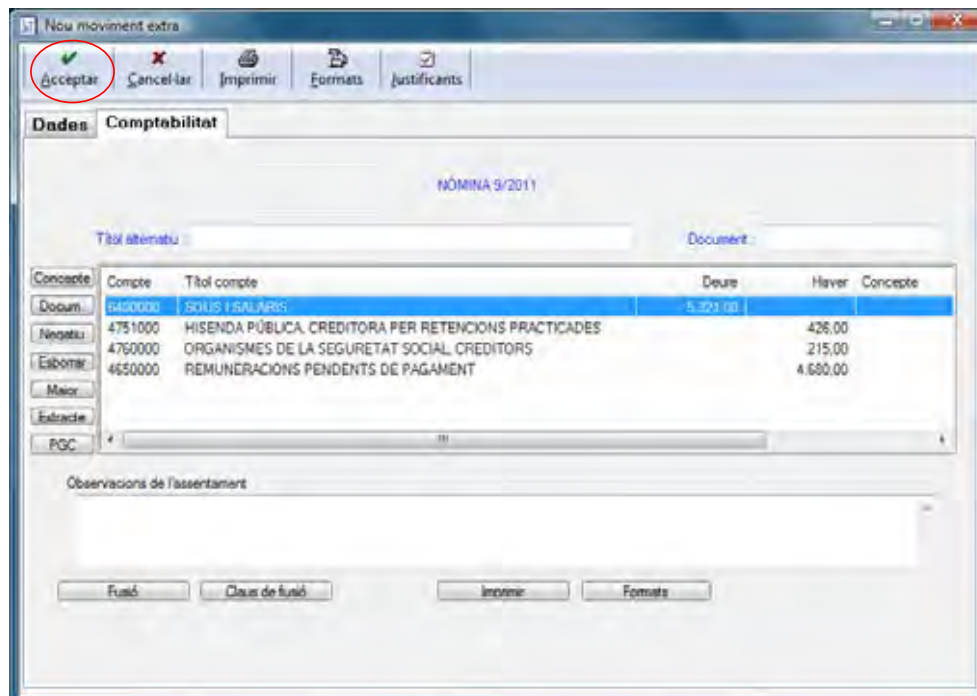 Nou moviment extra
Acceptar Cancel·lar Imprimir Formats Justificants
Dades Comptabilitat
NÒMINA 9/2011
Títol alternatiu : Document :
Concepte
Docum.
Negatiu
Esborrar
Major
Extracte
PGC
Compte Títol compte Deure Haver Concepte
6400000 SOUS I SALARIS 5.321,00
4751000 HISENDA PÚBLICA, CREDITORA PER RETENCIONS PRACTICADES 426,00
4760000 ORGANISMES DE LA SEGURETAT SOCIAL, CREDITORS 215,00
4650000 REMUNERACIONS PENDENTS DE PAGAMENT 4.680,00
Observacions de l'assentament
Fusió Claus de fusió Imprimir Formats